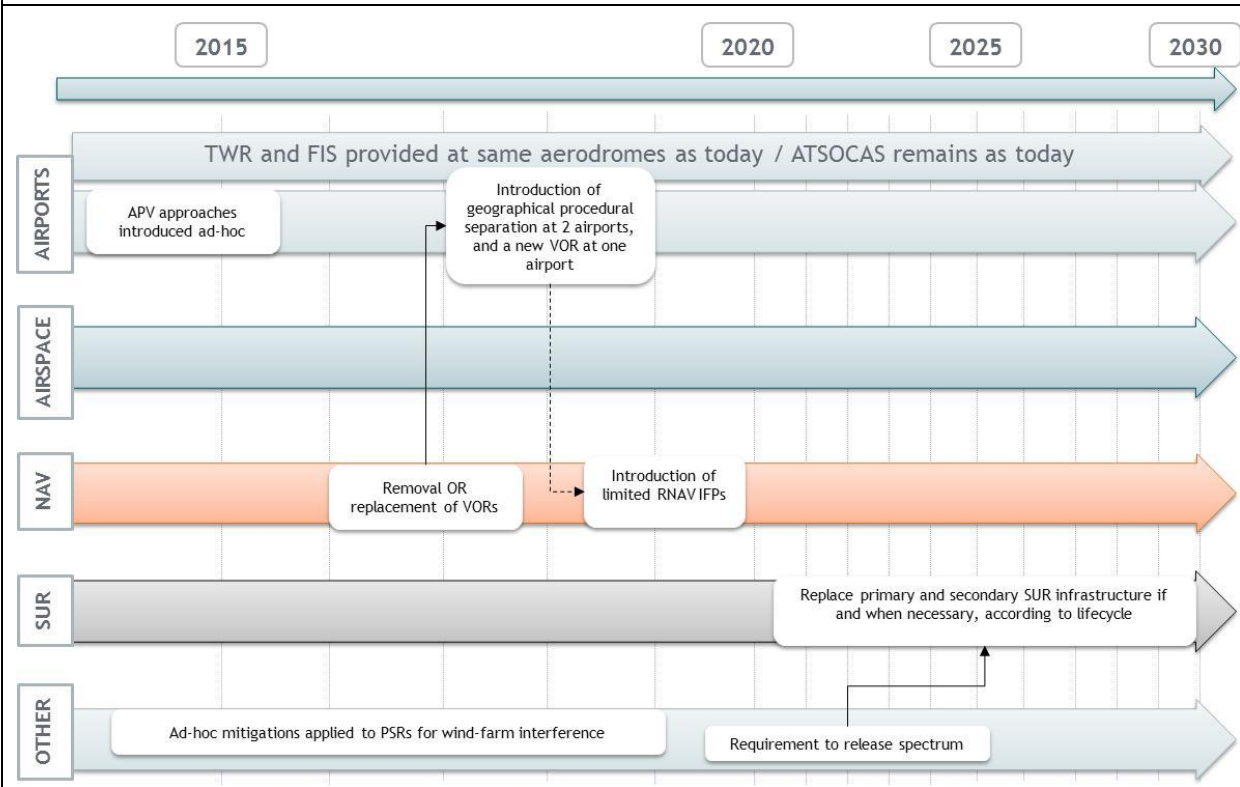 2015
2020
2025
2030
AIRPORTS
TWR and FIS provided at same aerodromes as today / ATSOCAS remains as today
APV approaches
introduced ad-hoc
Introduction of
geographical procedural
separation at 2 airports,
and a new VOR at one
airport
AIRSPACE
NAV
Removal OR
replacement of VORs
Introduction of
limited RNAV IFPs
SUR
Replace primary and secondary SUR infrastructure if
and when necessary, according to lifecycle
OTHER
Ad-hoc mitigations applied to PSRs for wind-farm interference
Requirement to release spectrum